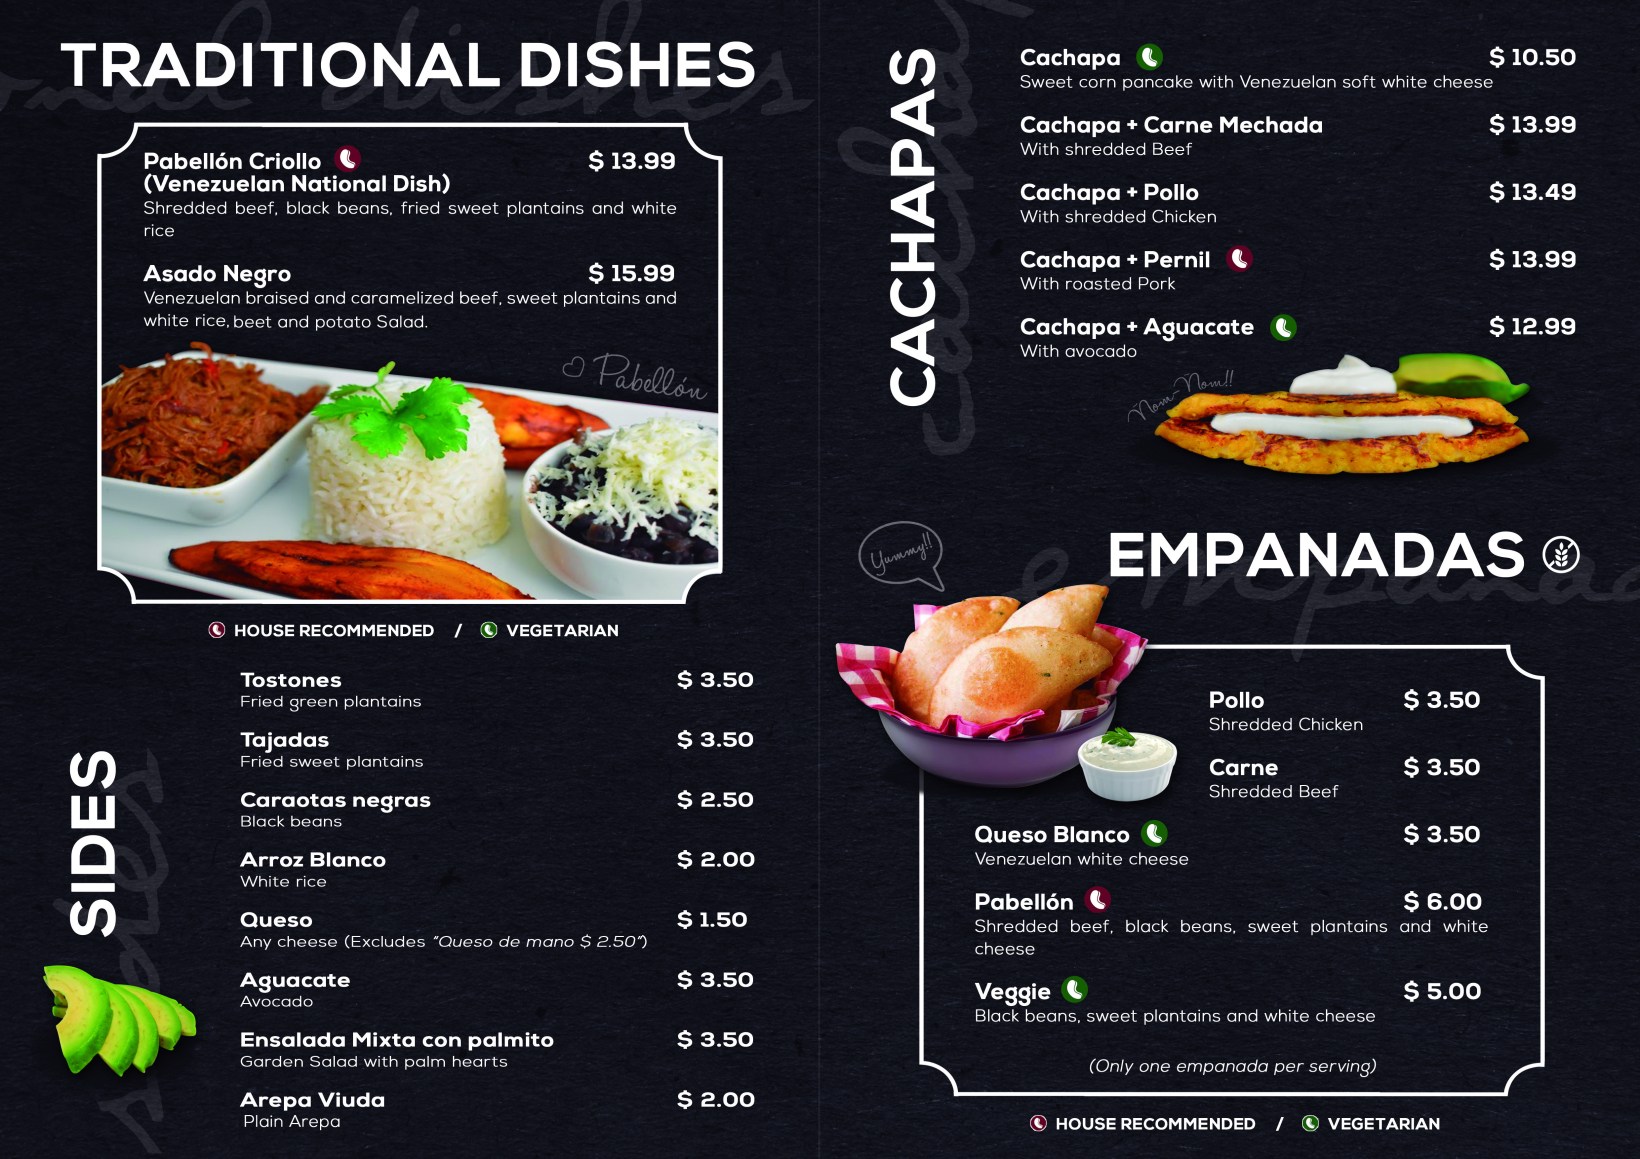 TRADITIONAL DISHES
Pabellón Criollo
$ 13.99
(Venezuelan National Dish)
Shredded beef, black beans, fried sweet plantains and white
rice
Asado Negro
$ 15.99
Venezuelan braised and caramelized beef, sweet plantains and
white rice, beet and potato Salad.
Pabellón
HOUSE RECOMMENDED / VEGETARIAN
SIDES
sides
Tostones
$ 3.50
Fried green plantains
Tajadas
$ 3.50
Fried sweet plantains
Caraotas negras
$ 2.50
Black beans
Arroz Blanco
$ 2.00
White rice
Queso
$ 1.50
Any cheese (Excludes "Queso de mano $ 2.50")
Aguacate
$ 3.50
Avocado
Ensalada Mixta con palmito
$ 3.50
Garden Salad with palm hearts
Arepa Viuda
$ 2.00
Plain Arepa
CACHAPAS
Cachapa
$ 10.50
Sweet corn pancake with Venezuelan soft white cheese
Cachapa + Carne Mechada
$ 13.99
With shredded Beef
Cachapa + Pollo
$ 13.49
With shredded Chicken
Cachapa + Pernil
$ 13.99
With roasted Pork
Cachapa + Aguacate
$ 12.99
With avocado
Nom-Nom!!
Yummy!!
EMPANADAS
Pollo
$ 3.50
Shredded Chicken
Carne
$ 3.50
Shredded Beef
Queso Blanco
$ 3.50
Venezuelan white cheese
Pabellón
$ 6.00
Shredded beef, black beans, sweet plantains and white
cheese
Veggie
$ 5.00
Black beans, sweet plantains and white cheese
(Only one empanada per serving)
HOUSE RECOMMENDED / VEGETARIAN